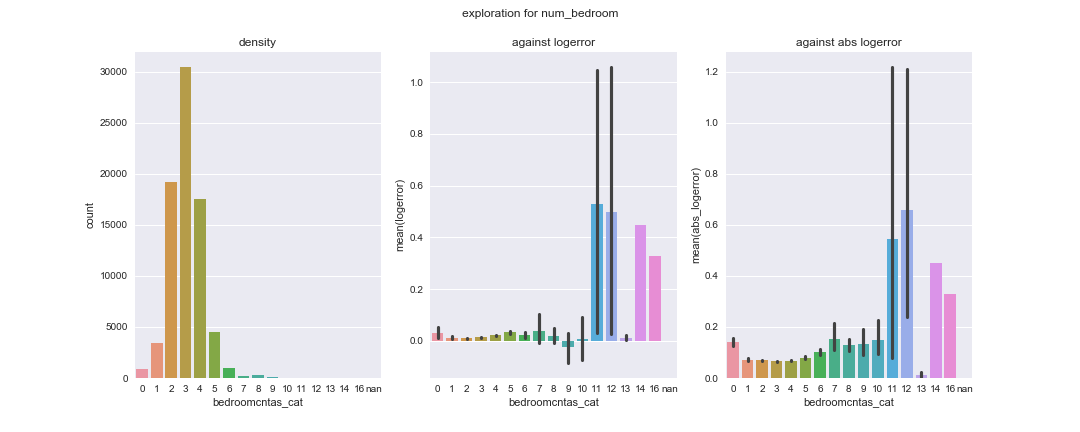 exploration for num_bedroom
density
against logerror
against abs logerror
30000
25000
20000
15000
10000
5000
0
count
0 1 2 3 4 5 6 7 8 9 10 11 12 13 14 16 nan
bedroomcntas_cat
1.0
0.8
0.6
0.4
0.2
0.0
mean(logerror)
0 1 2 3 4 5 6 7 8 9 10 11 12 13 14 16 nan
bedroomcntas_cat
1.2
1.0
0.8
0.6
0.4
0.2
0.0
mean(abs_logerror)
0 1 2 3 4 5 6 7 8 9 10 11 12 13 14 16 nan
bedroomcntas_cat